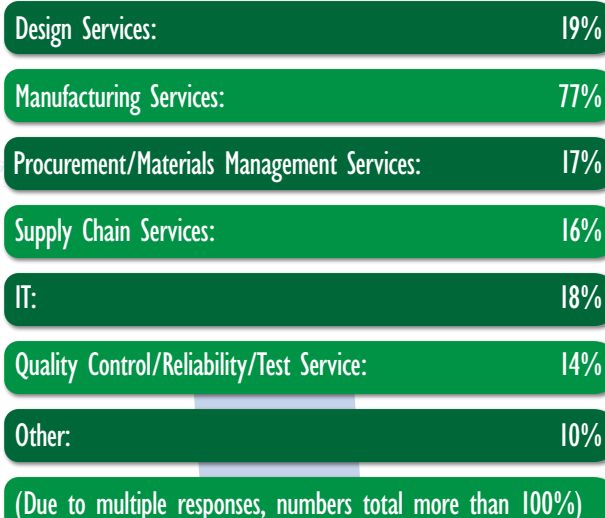 Design Services: 19%
Manufacturing Services: 77%
Procurement/Materials Management Services: 17%
Supply Chain Services: 16%
IT: 18%
Quality Control/Reliability/Test Service: 14%
Other: 10%
(Due to multiple responses, numbers total more than 100%)